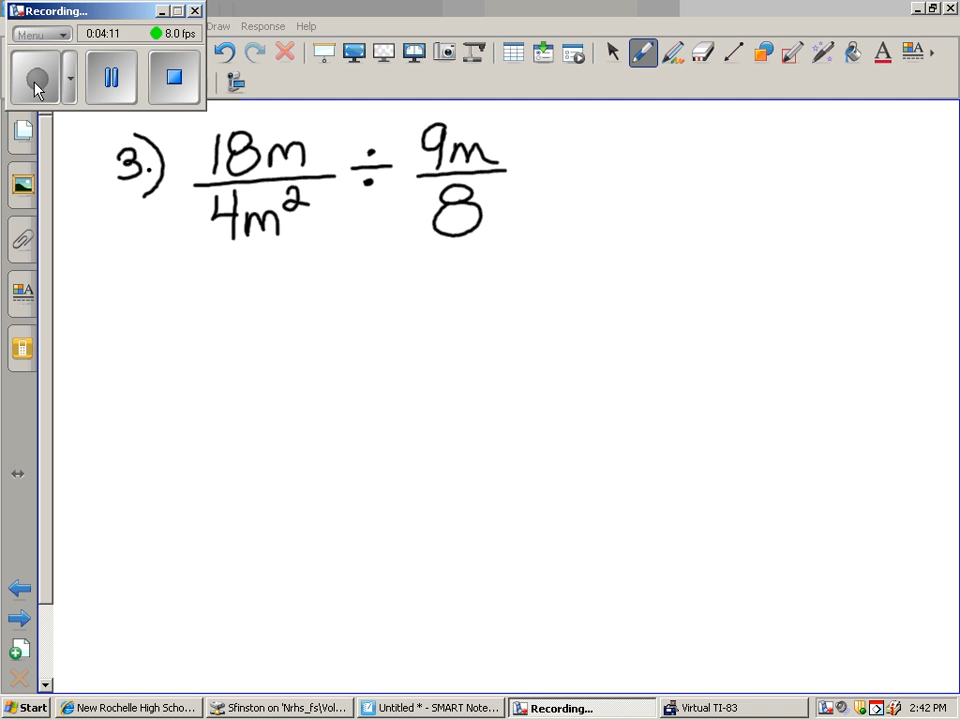 Recording...
Menu 0:04:11 8.0 fps
Draw Response Help
3.) 18m/4m² ÷ 9m/8
Start New Rochelle High Scho... Sfinston on 'Nrhs_fs\Vol... Untitled * - SMART Note... Recording... Virtual TI-83 2:42 PM